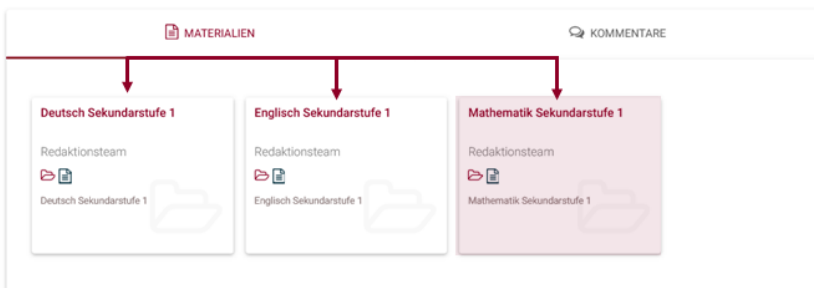 MATERIALIEN
KOMMENTARE
Deutsch Sekundarstufe 1
Redaktionsteam
Deutsch Sekundarstufe 1
Englisch Sekundarstufe 1
Redaktionsteam
Englisch Sekundarstufe 1
Mathematik Sekundarstufe 1
Redaktionsteam
Mathematik Sekundarstufe 1